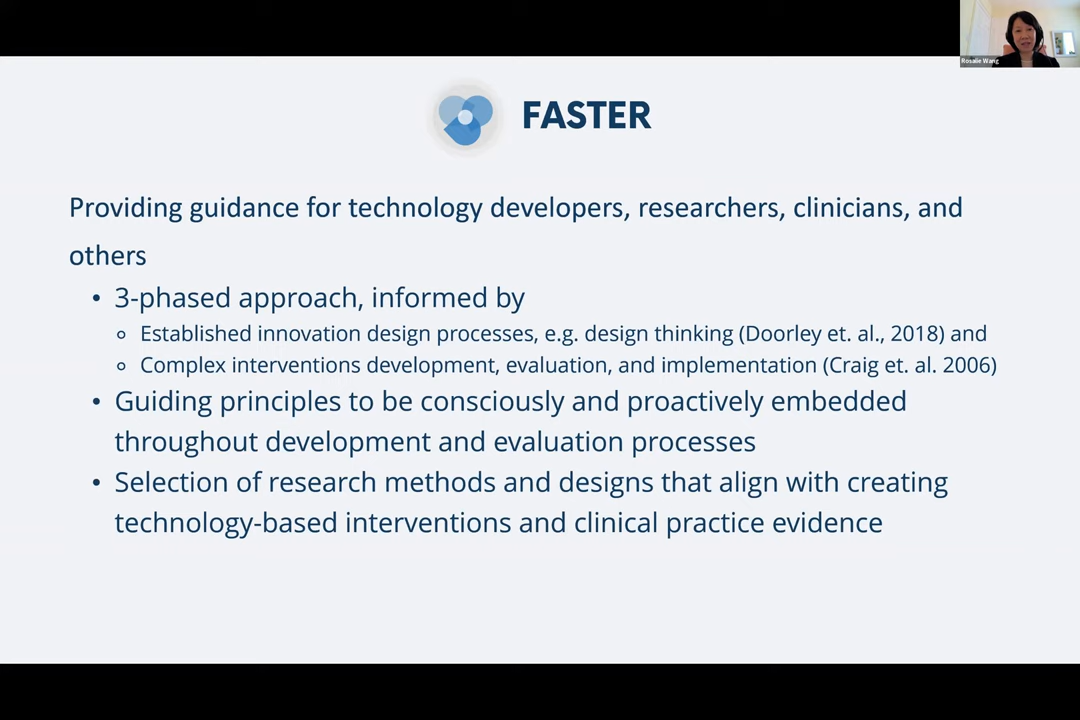 Rosalie Wang
FASTER
Providing guidance for technology developers, researchers, clinicians, and
others
• 3-phased approach, informed by
○ Established innovation design processes, e.g. design thinking (Doorley et. al., 2018) and
○ Complex interventions development, evaluation, and implementation (Craig et. al. 2006)
• Guiding principles to be consciously and proactively embedded
throughout development and evaluation processes
• Selection of research methods and designs that align with creating
technology-based interventions and clinical practice evidence